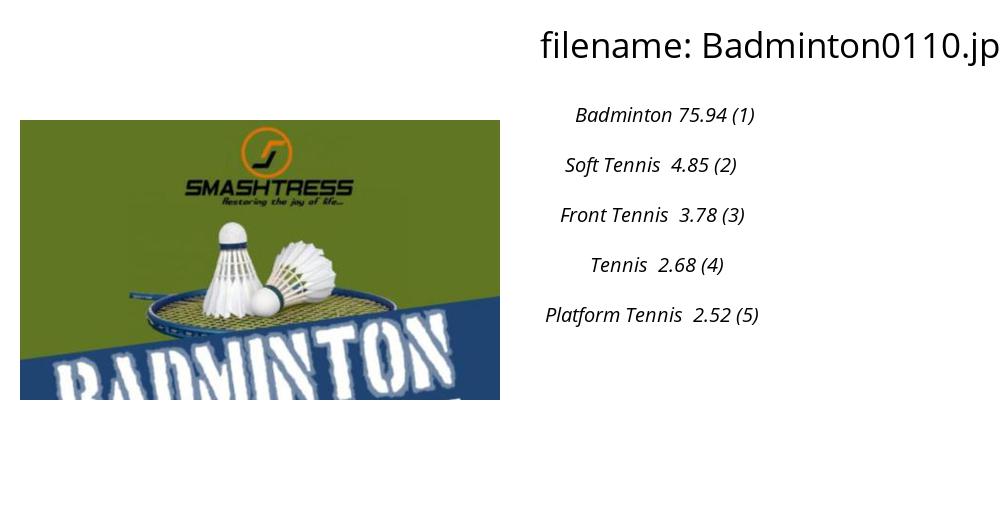 filename: Badminton0110.jp
Badminton 75.94 (1)
Soft Tennis 4.85 (2)
Front Tennis 3.78 (3)
Tennis 2.68 (4)
Platform Tennis 2.52 (5)
SMASHTRESS
Restoring the joy of life...
BADMINTON